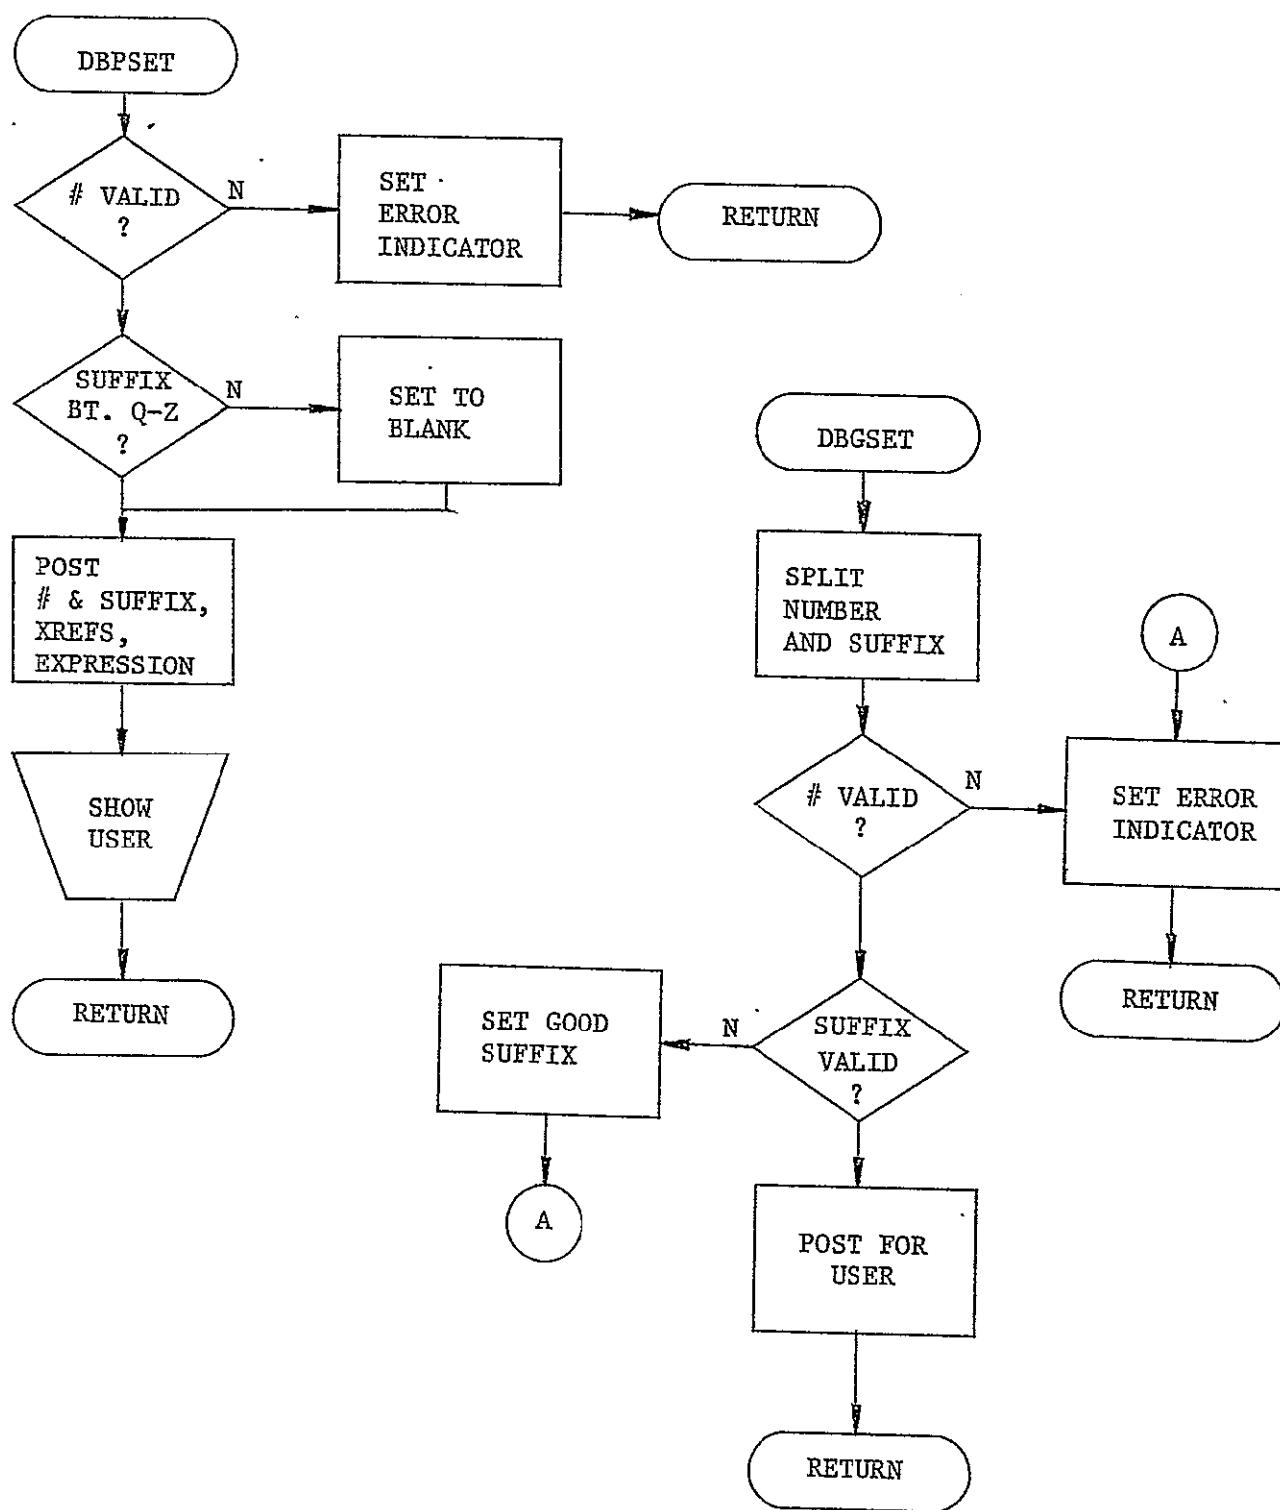 DBPSET
# VALID
?
N
SET
ERROR
INDICATOR
RETURN
SUFFIX
BT. Q-Z
?
N
SET TO
BLANK
POST
# & SUFFIX,
XREFS,
EXPRESSION
SHOW
USER
RETURN
DBGSET
SPLIT
NUMBER
AND SUFFIX
# VALID
?
N
A
SET ERROR
INDICATOR
RETURN
SUFFIX
VALID
?
N
SET GOOD
SUFFIX
A
POST FOR
USER
RETURN